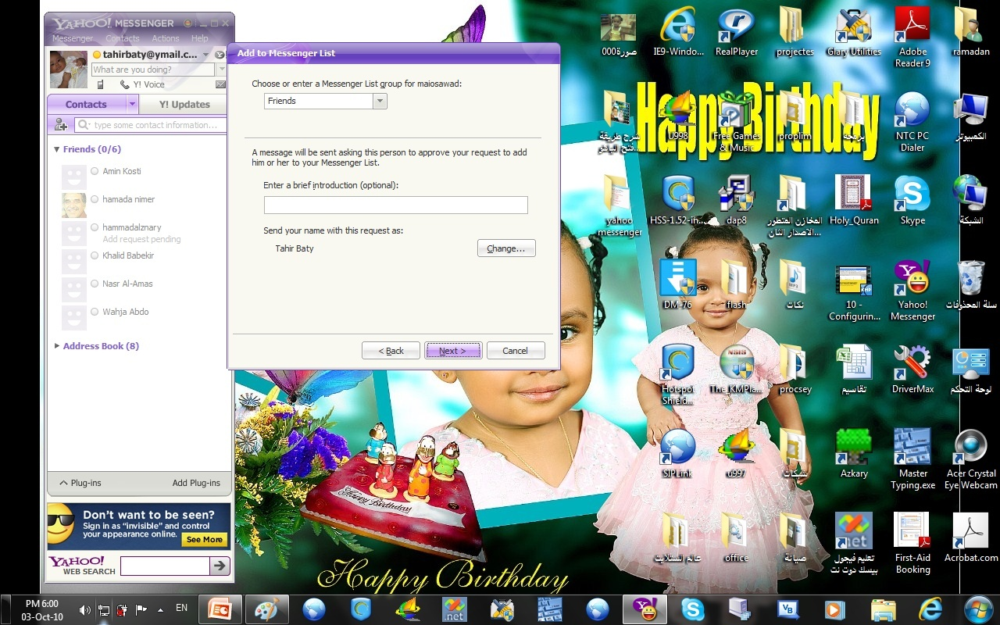 YAHOO! MESSENGER
Messenger Contacts Actions Help
tahirbaty@ymail.c...
What are you doing?
Y! Voice
Contacts
Y! Updates
type some contact information...
Friends (0/6)
Amin Kosti
hamada nimer
hammadalznary
Add request pending
Khalid Babekir
Nasr Al-Amas
Wahja Abdo
Address Book (8)
Plug-ins
Add Plug-ins
Don't want to be seen?
Sign in as "invisible" and control
your appearance online.
See More
YAHOO!
WEB SEARCH
Add to Messenger List
Choose or enter a Messenger List group for maiosawad:
Friends
A message will be sent asking this person to approve your request to add
him or her to your Messenger List.
Enter a brief introduction (optional):
Send your name with this request as:
Tahir Baty
Change...
< Back
Next >
Cancel
Happy Birthday
Happy Birthday
Happy Birthday
صورة000
IE9-Windo...
RealPlayer
projectes
Glary Utilities
Adobe
Reader 9
ramadan
شرح طريقة
U998
Free Games
& Music
proplim
برمجه
NTC PC
Dialer
الكمبيوتر
yahoo
messenger
HSS-1.52-ih...
dap8
المخازن المتطور
الاصدار الثان...
Holy_Quran
Skype
الشبكة
DM-76
flash
نكات
10 -
Configurin...
Yahoo!
Messenger
سلة المحذوفات
Hotspot
Shield...
The_KMPla...
procsey
تقاسيم
DriverMax
لوحة التحكم
SIPLink
u997
شبكات
Azkary
Master
Typing.exe
Acer Crystal
Eye Webcam
عالم الستلايت
office
صيانة
تعليم فيجول
بيسك دوت نت
First-Aid
Booking
Acrobat.com
PM 6:00
03-Oct-10
EN